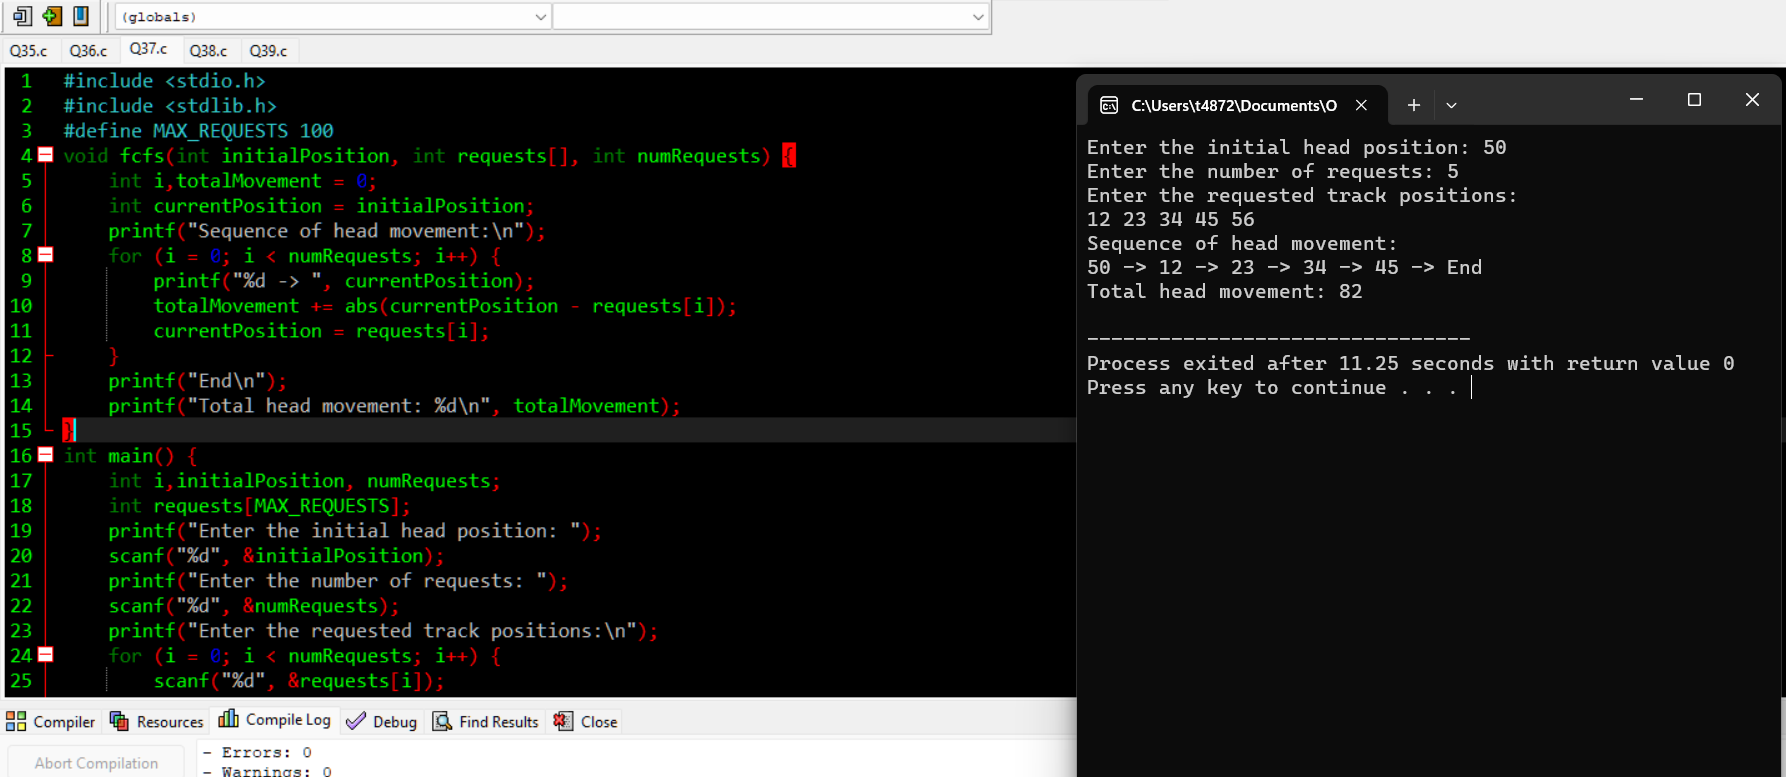 (globals)
Q35.c Q36.c Q37.c Q38.c Q39.c
1 #include <stdio.h>
2 #include <stdlib.h>
3 #define MAX_REQUESTS 100
4 void fcfs(int initialPosition, int requests[], int numRequests) {
5 int i,totalMovement = 0;
6 int currentPosition = initialPosition;
7 printf("Sequence of head movement:\n");
8 for (i = 0; i < numRequests; i++) {
9 printf("%d -> ", currentPosition);
10 totalMovement += abs(currentPosition - requests[i]);
11 currentPosition = requests[i];
12 }
13 printf("End\n");
14 printf("Total head movement: %d\n", totalMovement);
15 }
16 int main() {
17 int i,initialPosition, numRequests;
18 int requests[MAX_REQUESTS];
19 printf("Enter the initial head position: ");
20 scanf("%d", &initialPosition);
21 printf("Enter the number of requests: ");
22 scanf("%d", &numRequests);
23 printf("Enter the requested track positions:\n");
24 for (i = 0; i < numRequests; i++) {
25 scanf("%d", &requests[i]);
C:\Users\t4872\Documents\O
Enter the initial head position: 50
Enter the number of requests: 5
Enter the requested track positions:
12 23 34 45 56
Sequence of head movement:
50 -> 12 -> 23 -> 34 -> 45 -> End
Total head movement: 82
--------------------------------
Process exited after 11.25 seconds with return value 0
Press any key to continue . . .
Compiler Resources Compile Log Debug Find Results Close
Abort Compilation
- Errors: 0
- Warnings: 0